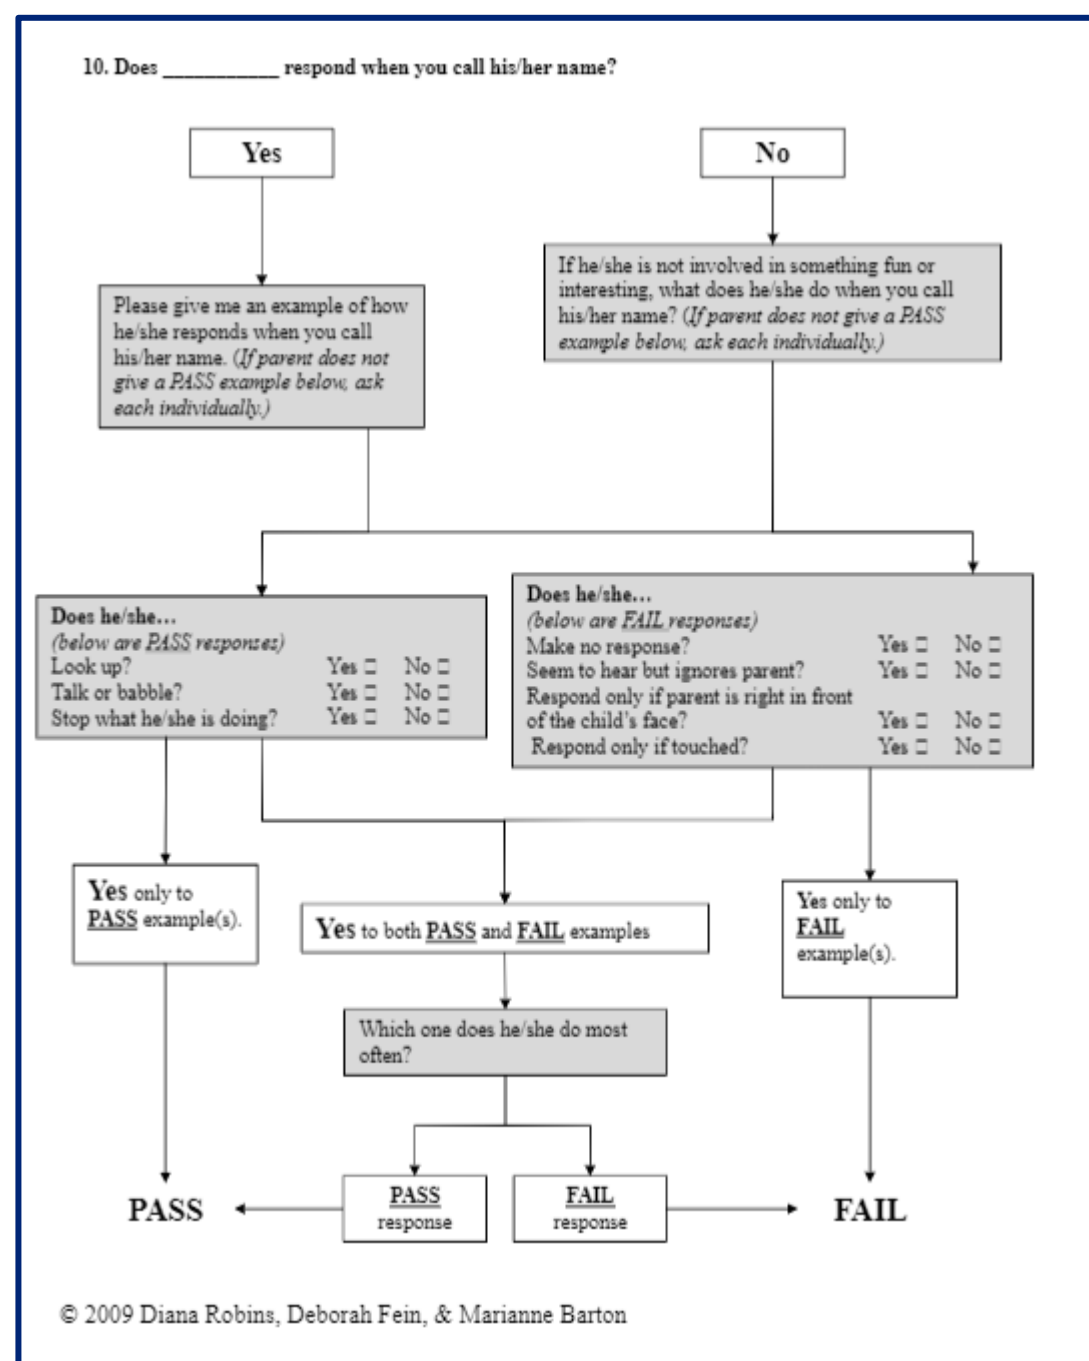 10. Does ___________ respond when you call his/her name?
Yes
No
Please give me an example of how
he/she responds when you call
his/her name. (If parent does not
give a PASS example below, ask
each individually.)
If he/she is not involved in something fun or
interesting, what does he/she do when you call
his/her name? (If parent does not give a PASS
example below, ask each individually.)
Does he/she...
(below are PASS responses)
Look up? Yes □ No □
Talk or babble? Yes □ No □
Stop what he/she is doing? Yes □ No □
Does he/she...
(below are FAIL responses)
Make no response? Yes □ No □
Seem to hear but ignores parent? Yes □ No □
Respond only if parent is right in front
of the child's face? Yes □ No □
Respond only if touched? Yes □ No □
Yes only to
PASS example(s).
Yes to both PASS and FAIL examples
Yes only to
FAIL
example(s).
Which one does he/she do most
often?
PASS
PASS
response
FAIL
response
FAIL
© 2009 Diana Robins, Deborah Fein, & Marianne Barton